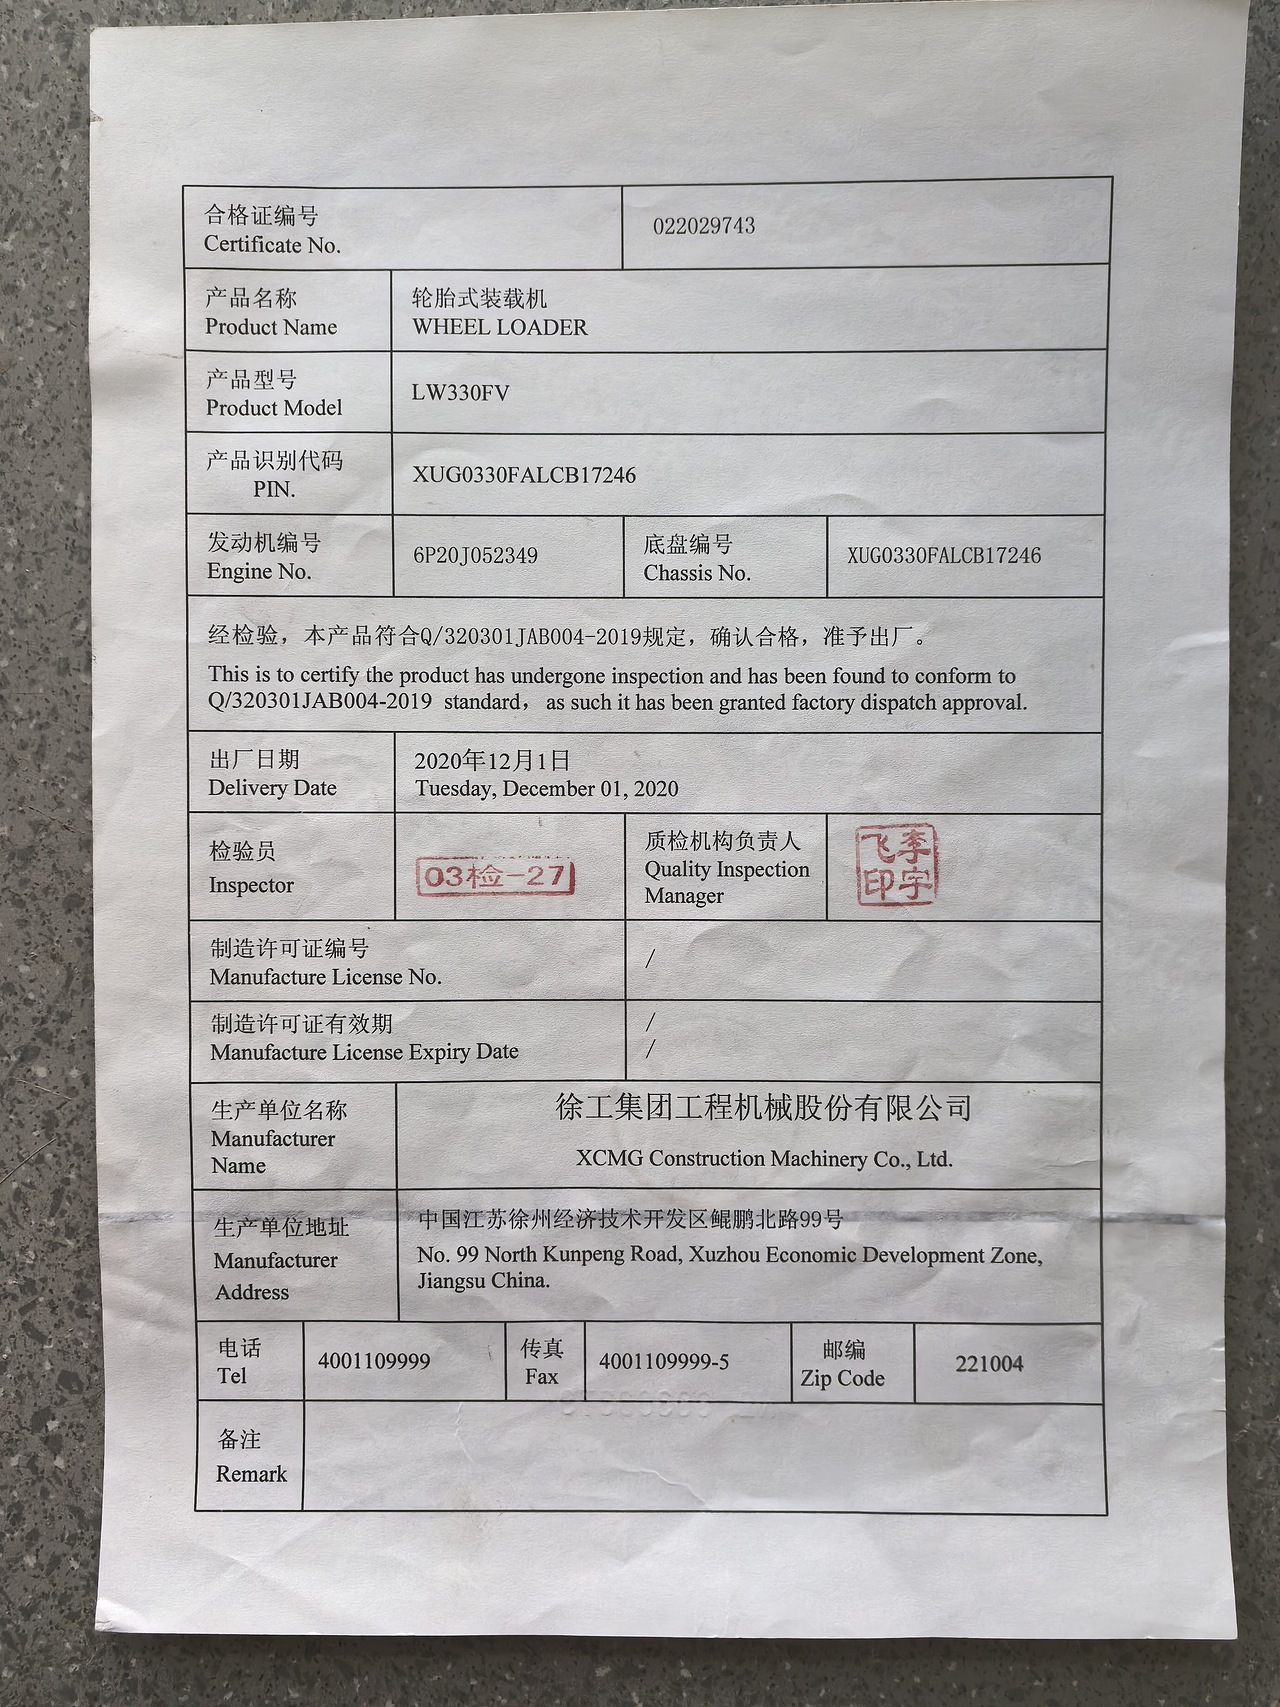 合格证编号
Certificate No.
022029743
产品名称
Product Name
轮胎式装载机
WHEEL LOADER
产品型号
Product Model
LW330FV
产品识别代码
PIN.
XUG0330FALCB17246
发动机编号
Engine No.
6P20J052349
底盘编号
Chassis No.
XUG0330FALCB17246
经检验，本产品符合Q/320301JAB004-2019规定，确认合格，准予出厂。
This is to certify the product has undergone inspection and has been found to conform to
Q/320301JAB004-2019 standard， as such it has been granted factory dispatch approval.
出厂日期
Delivery Date
2020年12月1日
Tuesday, December 01, 2020
检验员
Inspector
03检-27
质检机构负责人
Quality Inspection
Manager
李宇
飞印
制造许可证编号
Manufacture License No.
/
制造许可证有效期
Manufacture License Expiry Date
/
/
生产单位名称
Manufacturer
Name
徐工集团工程机械股份有限公司
XCMG Construction Machinery Co., Ltd.
生产单位地址
Manufacturer
Address
中国江苏徐州经济技术开发区鲲鹏北路99号
No. 99 North Kunpeng Road, Xuzhou Economic Development Zone,
Jiangsu China.
电话
Tel
4001109999
传真
Fax
4001109999-5
邮编
Zip Code
221004
备注
Remark